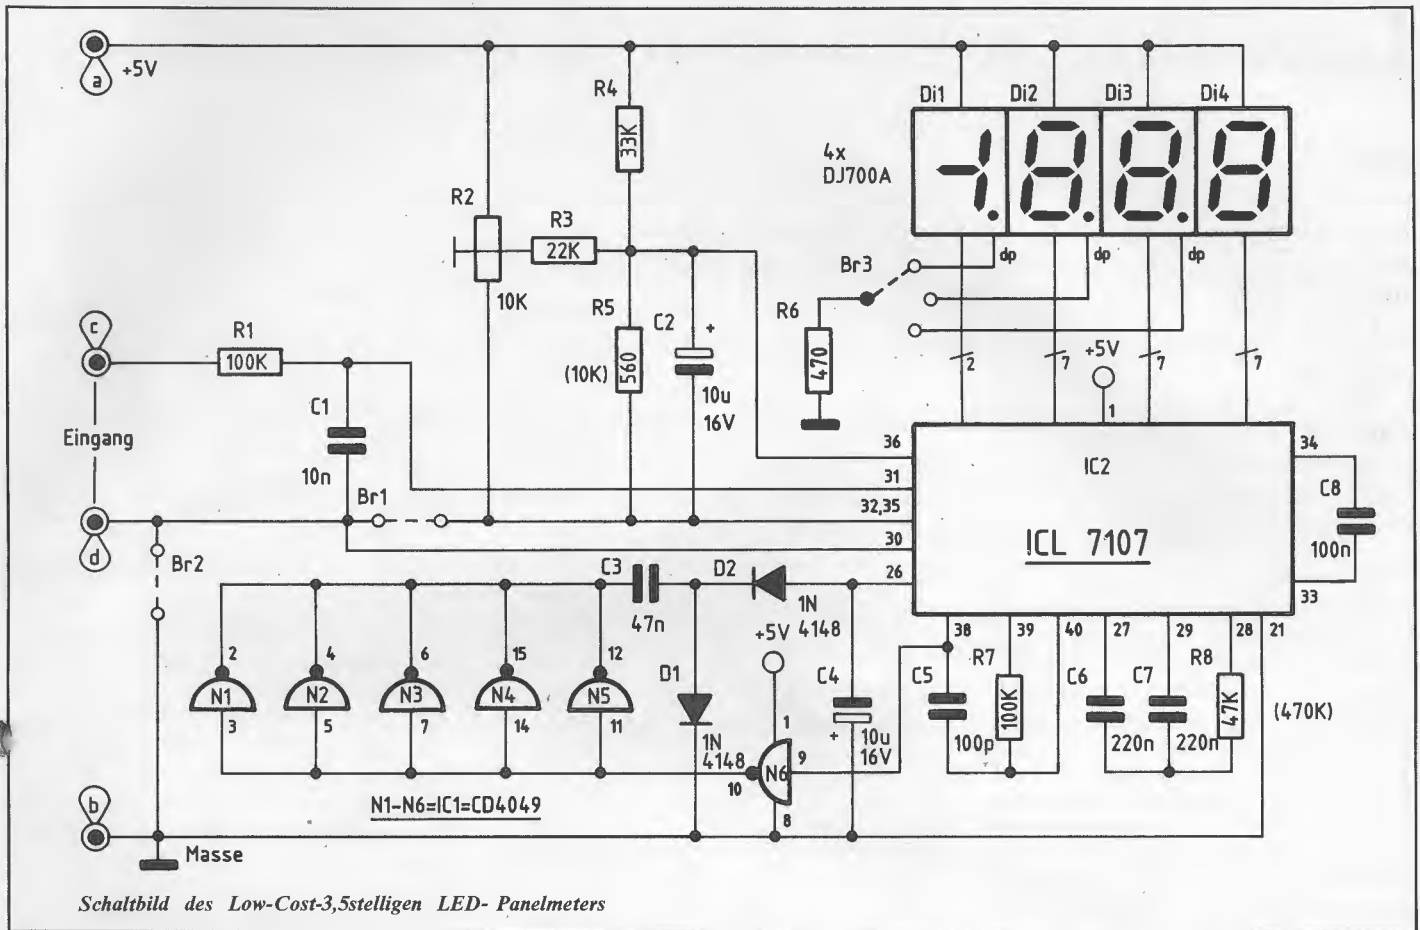 a
+5V
R4
33K
Di1
Di2
Di3
Di4
4x
DJ700A
-1.
8.
8.
8
R2
10K
R3
22K
dp
dp
dp
Br3
R6
470
c
R1
100K
R5
(10K)
560
C2
+
10u
16V
2
7
+5V
7
7
1
Eingang
C1
10n
36
31
32,35
30
26
IC2
ICL 7107
34
33
C8
100n
Br1
d
Br2
C3
47n
D2
1N
4148
38
39
40
27
29
28
21
2
4
6
15
12
N1
N2
N3
N4
N5
3
5
7
14
11
D1
1N
4148
+5V
1
N6
9
10
8
C4
+
10u
16V
C5
100p
R7
100K
C6
220n
C7
220n
R8
47K
(470K)
N1-N6=IC1=CD4049
b
Masse
Schaltbild des Low-Cost-3,5stelligen LED- Panelmeters